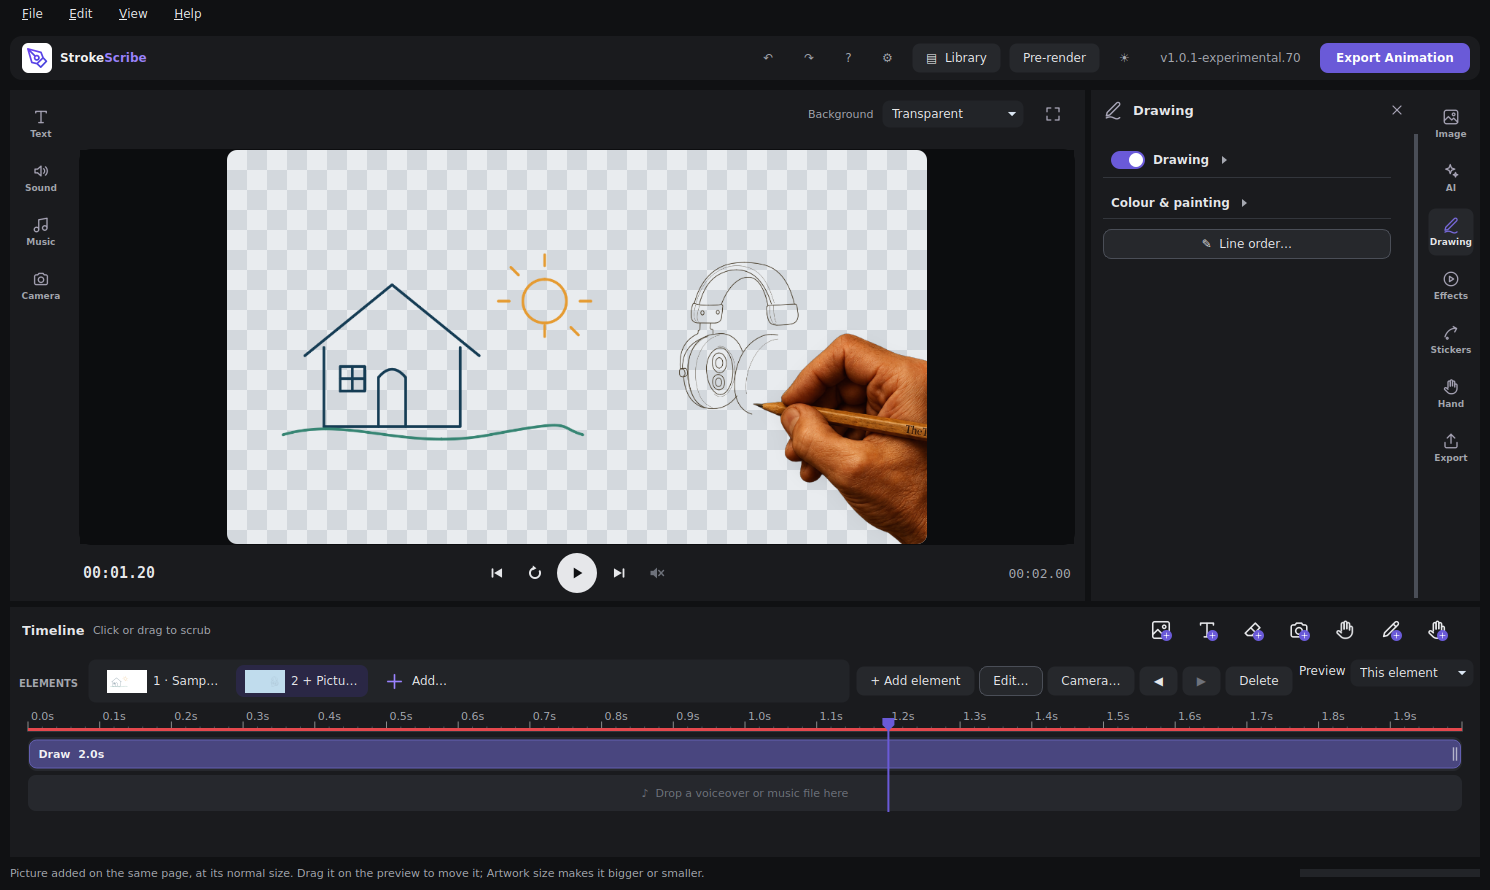 File Edit View Help
StrokeScribe
↶ ↷ ? ⚙ Library Pre-render v1.0.1-experimental.70 Export Animation
Text
Sound
Music
Camera
Background Transparent
TheT
00:01.20
00:02.00
Drawing
Drawing
Colour & painting
Line order...
Image
AI
Drawing
Effects
Stickers
Hand
Export
Timeline Click or drag to scrub
ELEMENTS 1 · Samp... 2 + Pictu... Add... + Add element Edit... Camera... Delete Preview This element
0.0s 0.1s 0.2s 0.3s 0.4s 0.5s 0.6s 0.7s 0.8s 0.9s 1.0s 1.1s 1.2s 1.3s 1.4s 1.5s 1.6s 1.7s 1.8s 1.9s
Draw 2.0s
♪ Drop a voiceover or music file here
Picture added on the same page, at its normal size. Drag it on the preview to move it; Artwork size makes it bigger or smaller.